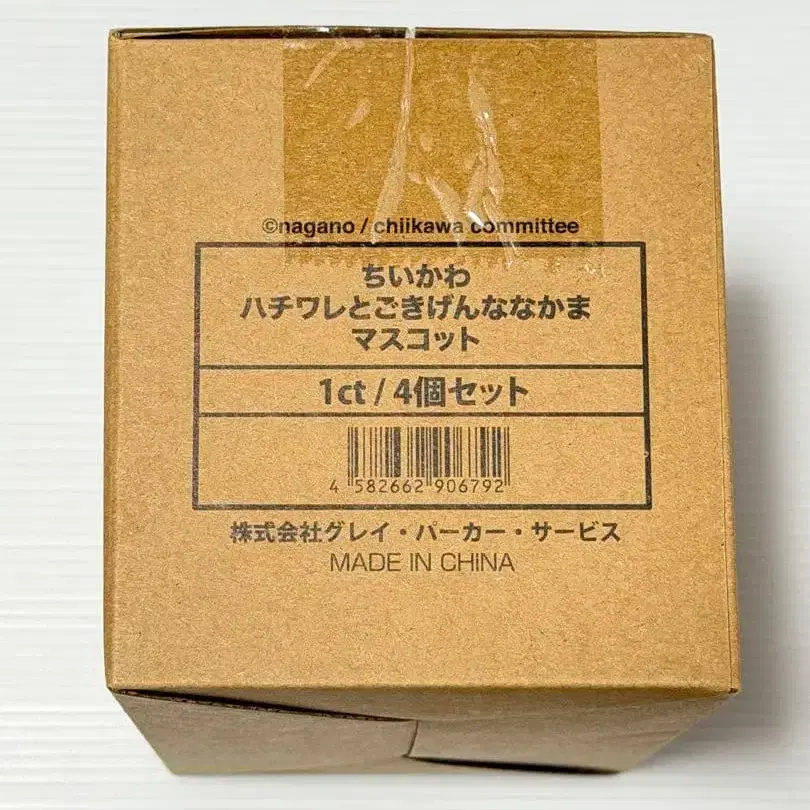 ©nagano / chiikawa committee
ちいかわ
ハチワレとごきげんななかま
マスコット
1ct / 4個セット
4 582662 906792
株式会社グレイ・パーカー・サービス
MADE IN CHINA